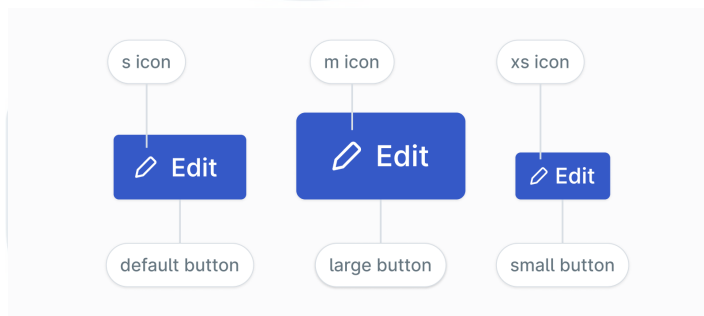 s icon
m icon
xs icon
Edit
Edit
Edit
default button
large button
small button